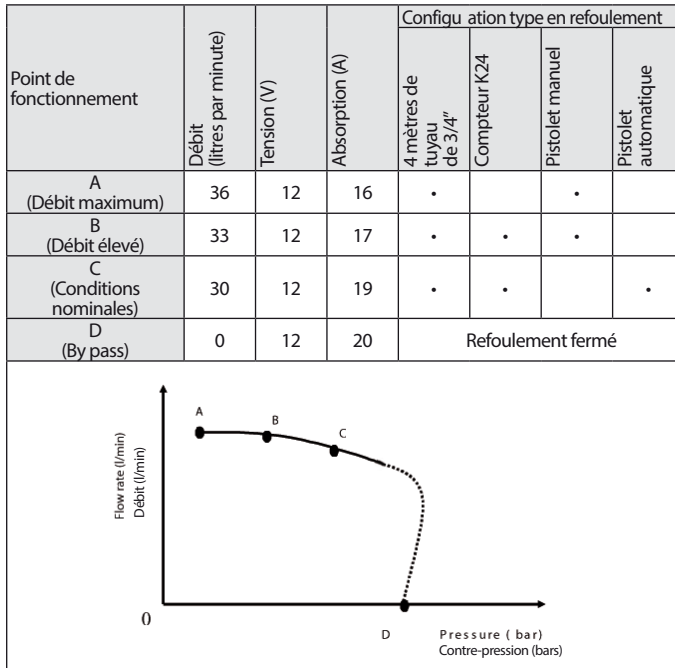 Configu ation type en refoulement
Point de
fonctionnement
Débit
(litres par minute)
Tension (V)
Absorption (A)
4 mètres de
tuyau
de 3/4"
Compteur K24
Pistolet manuel
Pistolet
automatique
A
(Débit maximum)
36
12
16
•
•
B
(Débit élevé)
33
12
17
•
•
•
C
(Conditions
nominales)
30
12
19
•
•
•
D
(By pass)
0
12
20
Refoulement fermé
A
B
C
Flow rate (l/min)
Débit (l/min)
0
D
Pressure ( bar)
Contre-pression (bars)